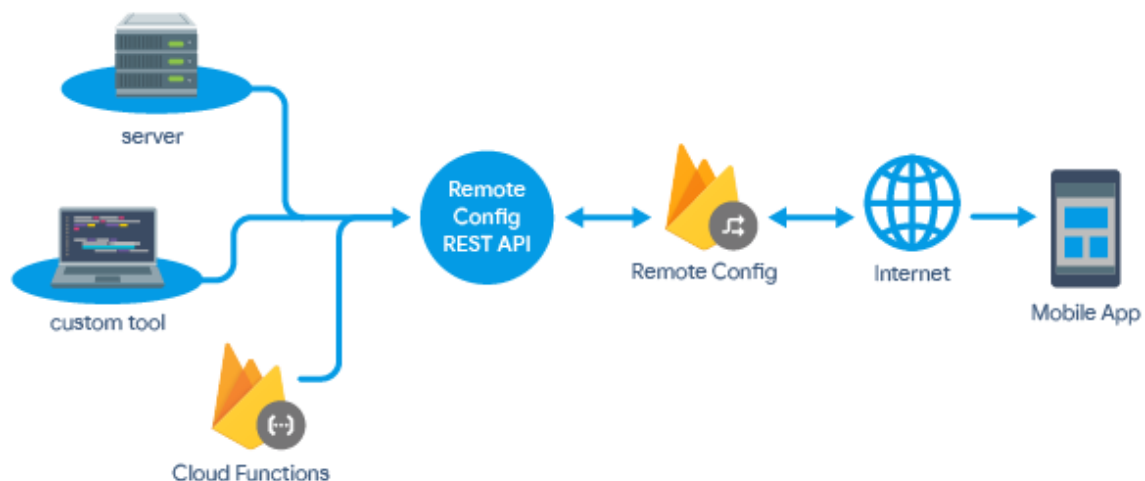 server
custom tool
Cloud Functions
Remote
Config
REST API
Remote Config
Internet
Mobile App